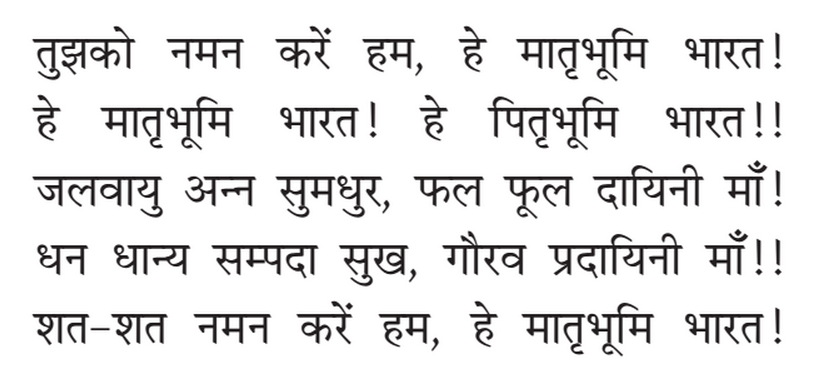 तुझको नमन करें हम, हे मातृभूमि भारत!
हे मातृभूमि भारत! हे पितृभूमि भारत!!
जलवायु अन्न सुमधुर, फल फूल दायिनी माँ!
धन धान्य सम्पदा सुख, गौरव प्रदायिनी माँ!!
शत–शत नमन करें हम, हे मातृभूमि भारत!